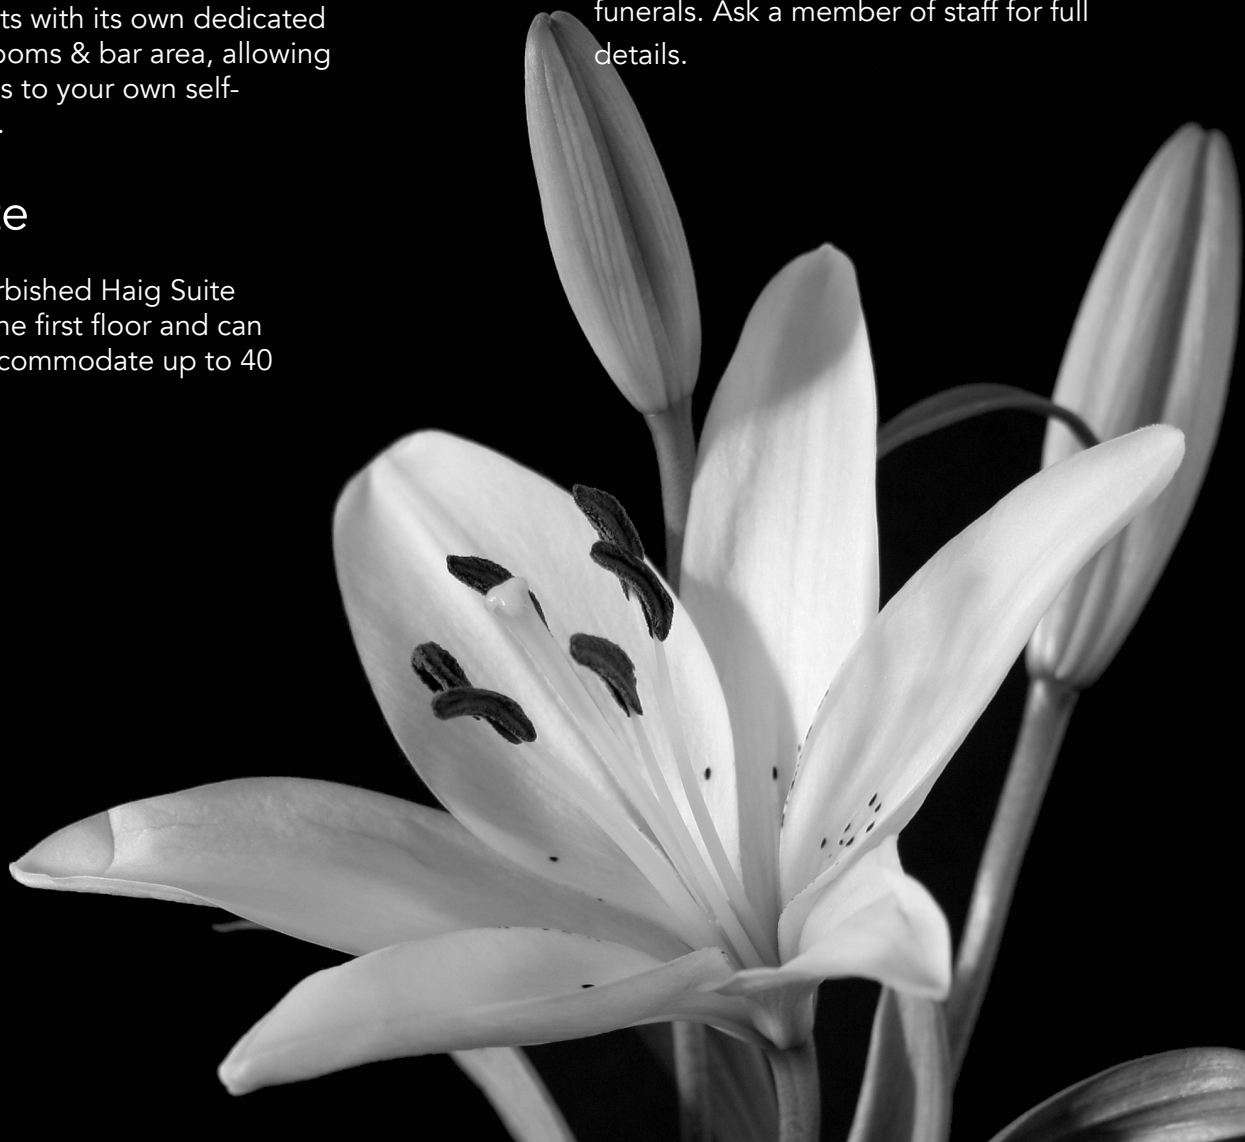 ts with its own dedicated
ooms & bar area, allowing
s to your own self-
.
te
rbished Haig Suite
he first floor and can
commodate up to 40
funerals. Ask a member of staff for full
details.